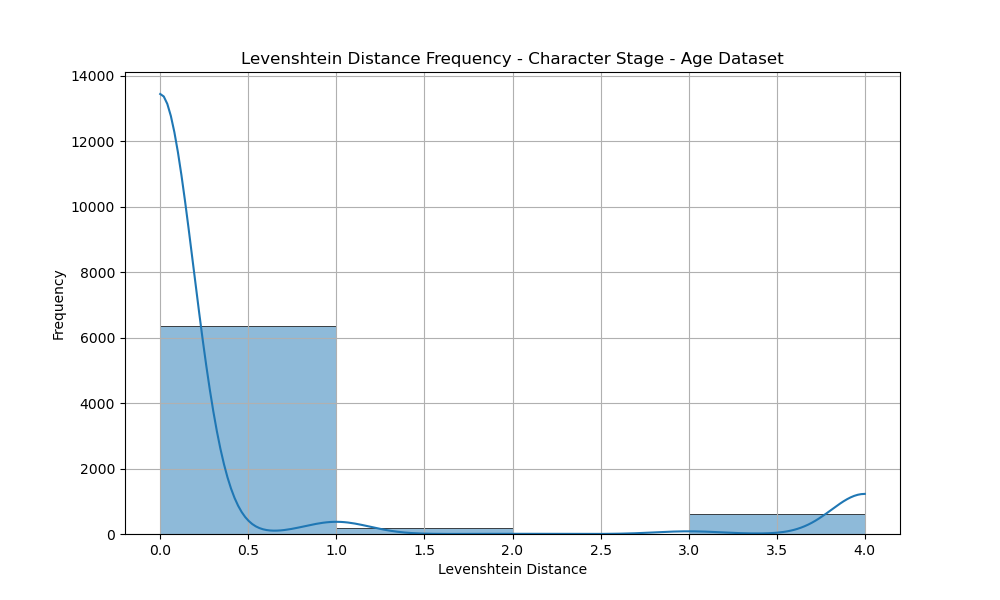 Levenshtein Distance Frequency - Character Stage - Age Dataset
14000
12000
10000
8000
6000
4000
2000
0
Frequency
0.0 0.5 1.0 1.5 2.0 2.5 3.0 3.5 4.0
Levenshtein Distance